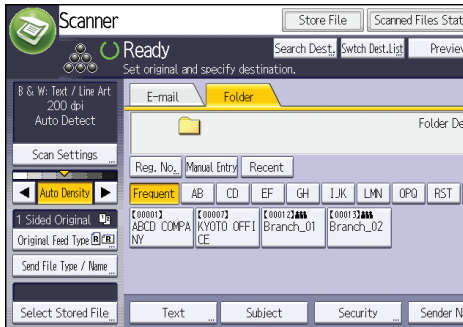 Scanner
Store File
Scanned Files Stat
Ready
Search Dest.
Swtch Dest.List
Preview
Set original and specify destination.
B & W: Text / Line Art
200 dpi
Auto Detect
E-mail
Folder
Folder De
Scan Settings
Reg. No.
Manual Entry
Recent
Auto Density
Frequent
AB
CD
EF
GH
IJK
LMN
OPQ
RST
1 Sided Original
[00001]
ABCD COMPA
NY
[00007]
KYOTO OFFI
CE
[00012]
Branch_01
[00013]
Branch_02
Original Feed Type
Send File Type / Name
Select Stored File
Text
Subject
Security
Sender N